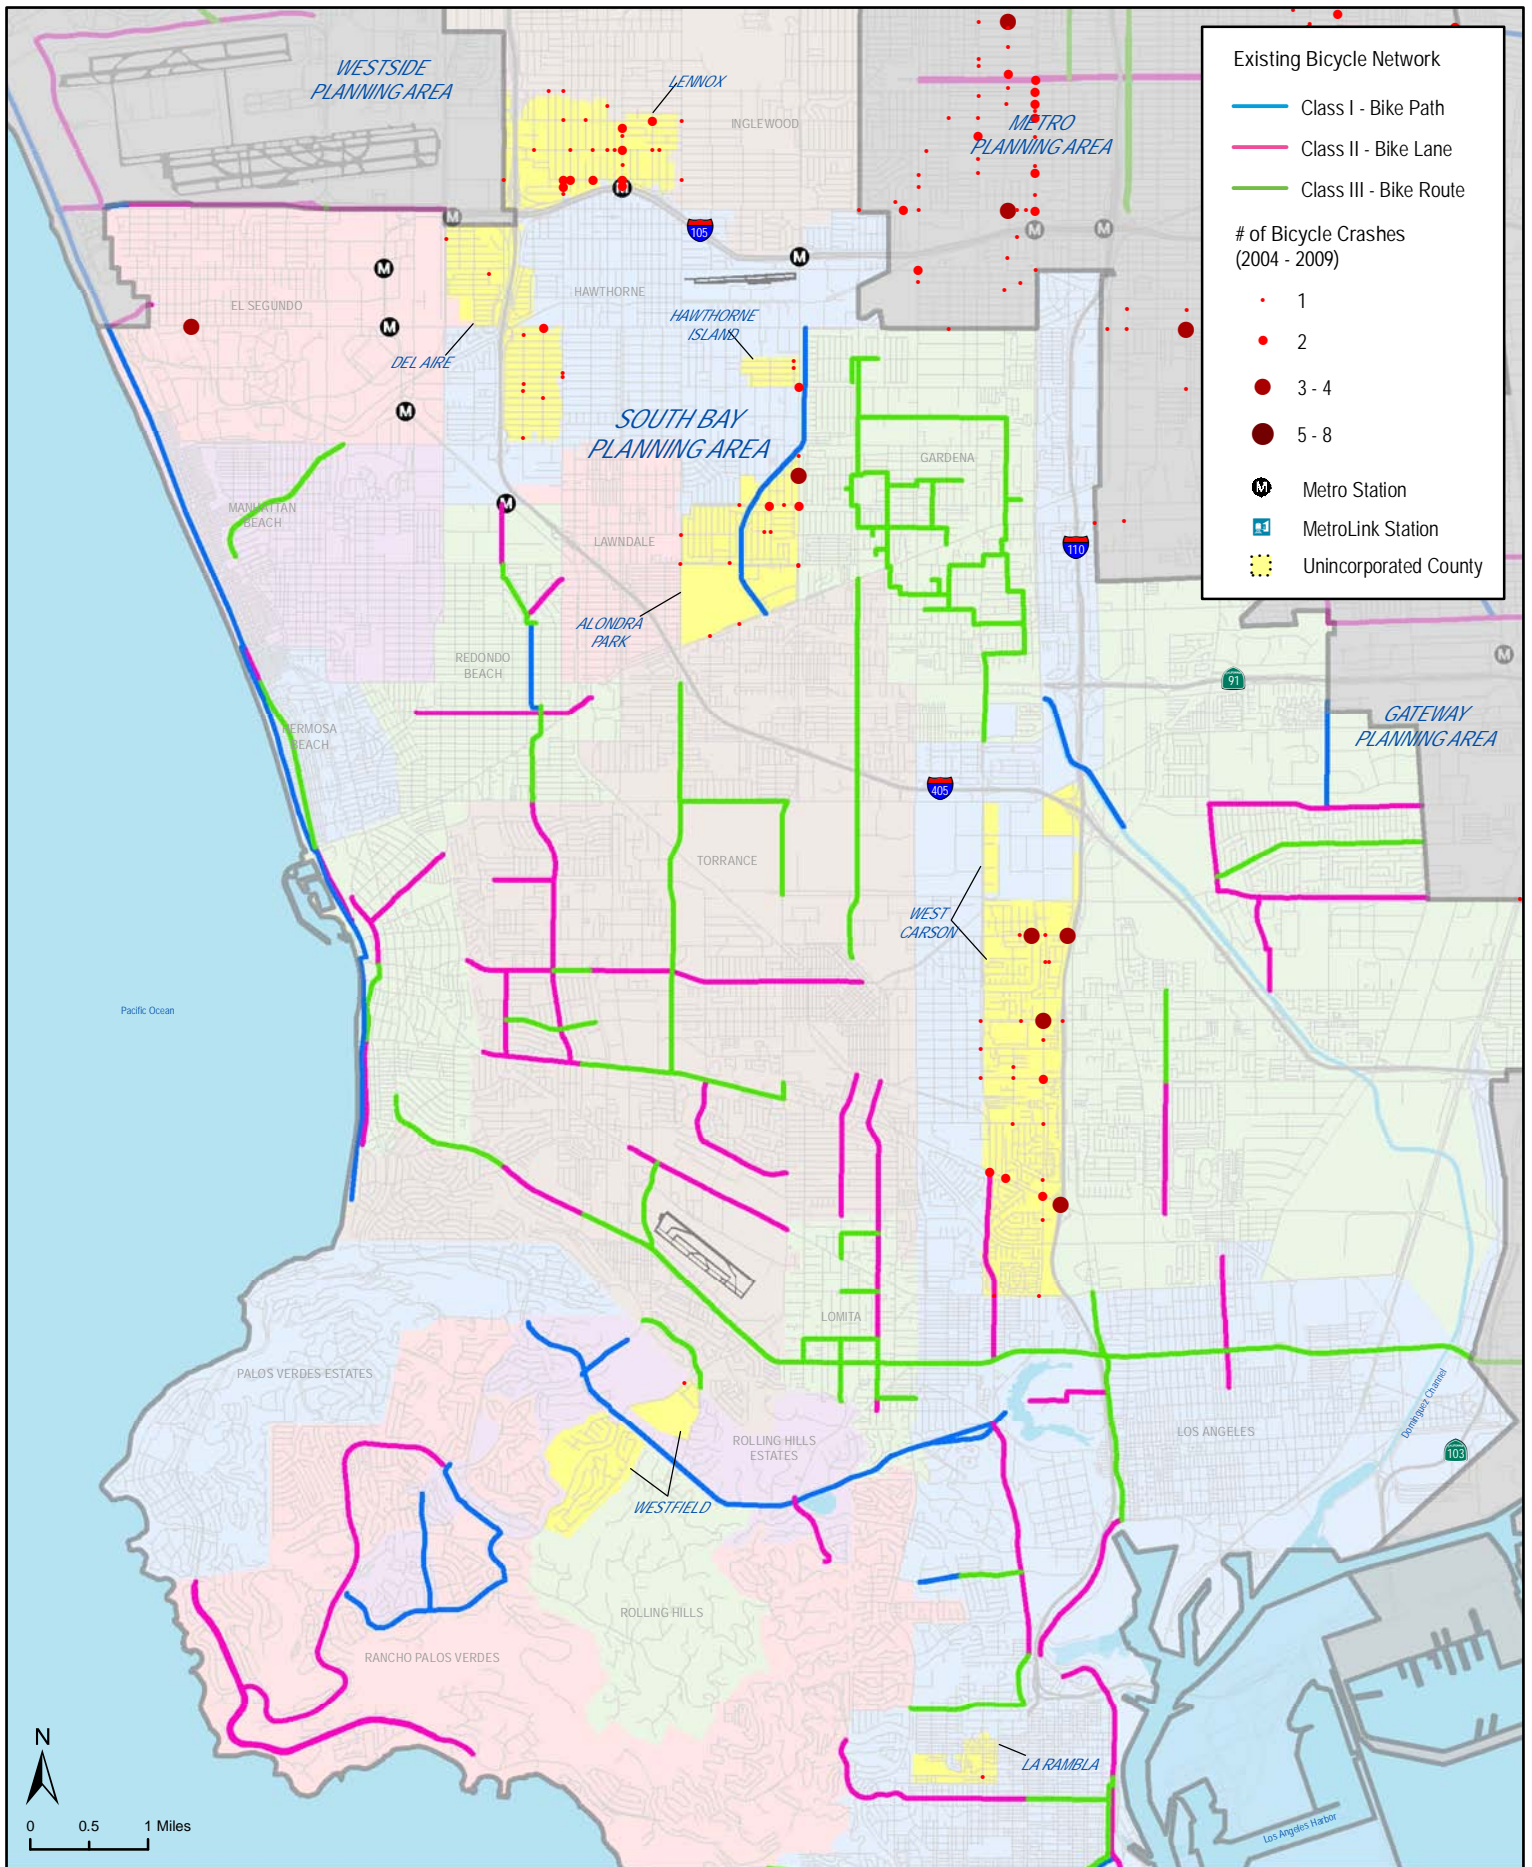 WESTSIDE
PLANNING AREA
LENNOX
INGLEWOOD
METRO
PLANNING AREA
Existing Bicycle Network
Class I - Bike Path
Class II - Bike Lane
Class III - Bike Route
# of Bicycle Crashes
(2004 - 2009)
1
2
3 - 4
5 - 8
M Metro Station
MetroLink Station
Unincorporated County
M
M
105
M
M
M
M
HAWTHORNE
EL SEGUNDO
M
HAWTHORNE
ISLAND
DEL AIRE
M
SOUTH BAY
PLANNING AREA
GARDENA
M
MANHATTAN
BEACH
LAWNDALE
110
ALONDRA
PARK
REDONDO
BEACH
M
91
GATEWAY
PLANNING AREA
HERMOSA
BEACH
405
TORRANCE
WEST
CARSON
Pacific Ocean
LOMITA
PALOS VERDES ESTATES
Dominguez Channel
LOS ANGELES
ROLLING HILLS
ESTATES
103
WESTFIELD
ROLLING HILLS
RANCHO PALOS VERDES
LA RAMBLA
Los Angeles Harbor
N
0 0.5 1 Miles